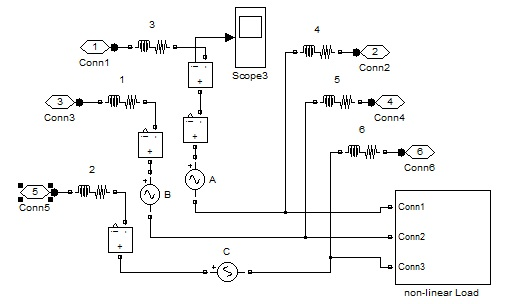 3
4
1
Conn1
2
Conn2
Scope3
1
5
3
Conn3
4
Conn4
6
6
Conn6
2
A
B
5
Conn5
Conn1
Conn2
C
Conn3
non-linear Load